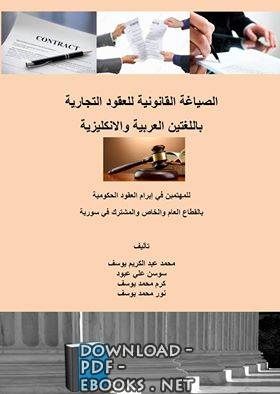 CONTRACT
الصياغة القانونية للعقود التجارية
باللغتين العربية والانكليزية
للمهتمين في إبرام العقود الحكومية
بالقطاع العام والخاص والمشترك في سورية
تأليف
محمد عبد الكريم يوسف
سوسن علي عبود
كرم محمد يوسف
نور محمد يوسف
DOWNLOAD -
PDF -
EBOOKS . NET